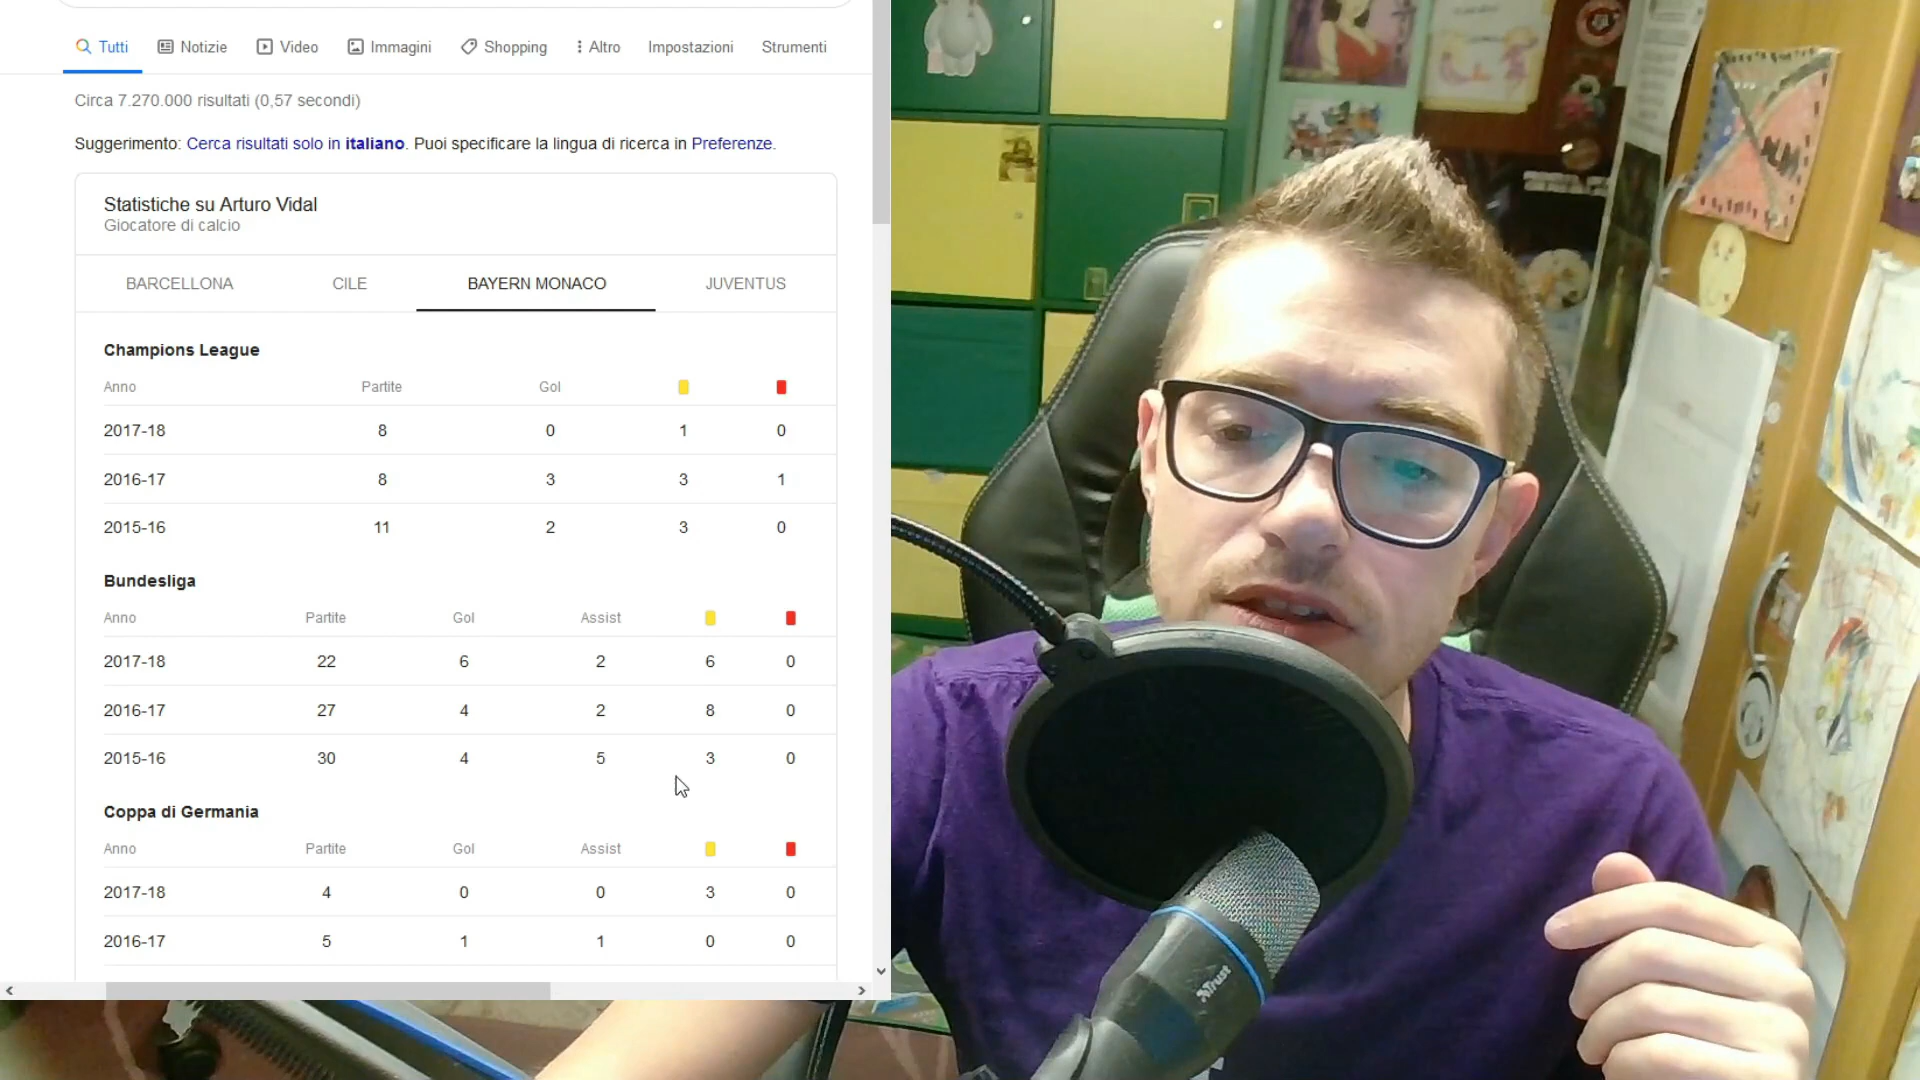 Tutti Notizie Video Immagini Shopping Altro Impostazioni Strumenti
Circa 7.270.000 risultati (0,57 secondi)
Suggerimento: Cerca risultati solo in italiano. Puoi specificare la lingua di ricerca in Preferenze.
Statistiche su Arturo Vidal
Giocatore di calcio
BARCELLONA CILE BAYERN MONACO JUVENTUS
Champions League
Anno Partite Gol
2017-18 8 0 1 0
2016-17 8 3 3 1
2015-16 11 2 3 0
Bundesliga
Anno Partite Gol Assist
2017-18 22 6 2 6 0
2016-17 27 4 2 8 0
2015-16 30 4 5 3 0
Coppa di Germania
Anno Partite Gol Assist
2017-18 4 0 0 3 0
2016-17 5 1 1 0 0
Trust